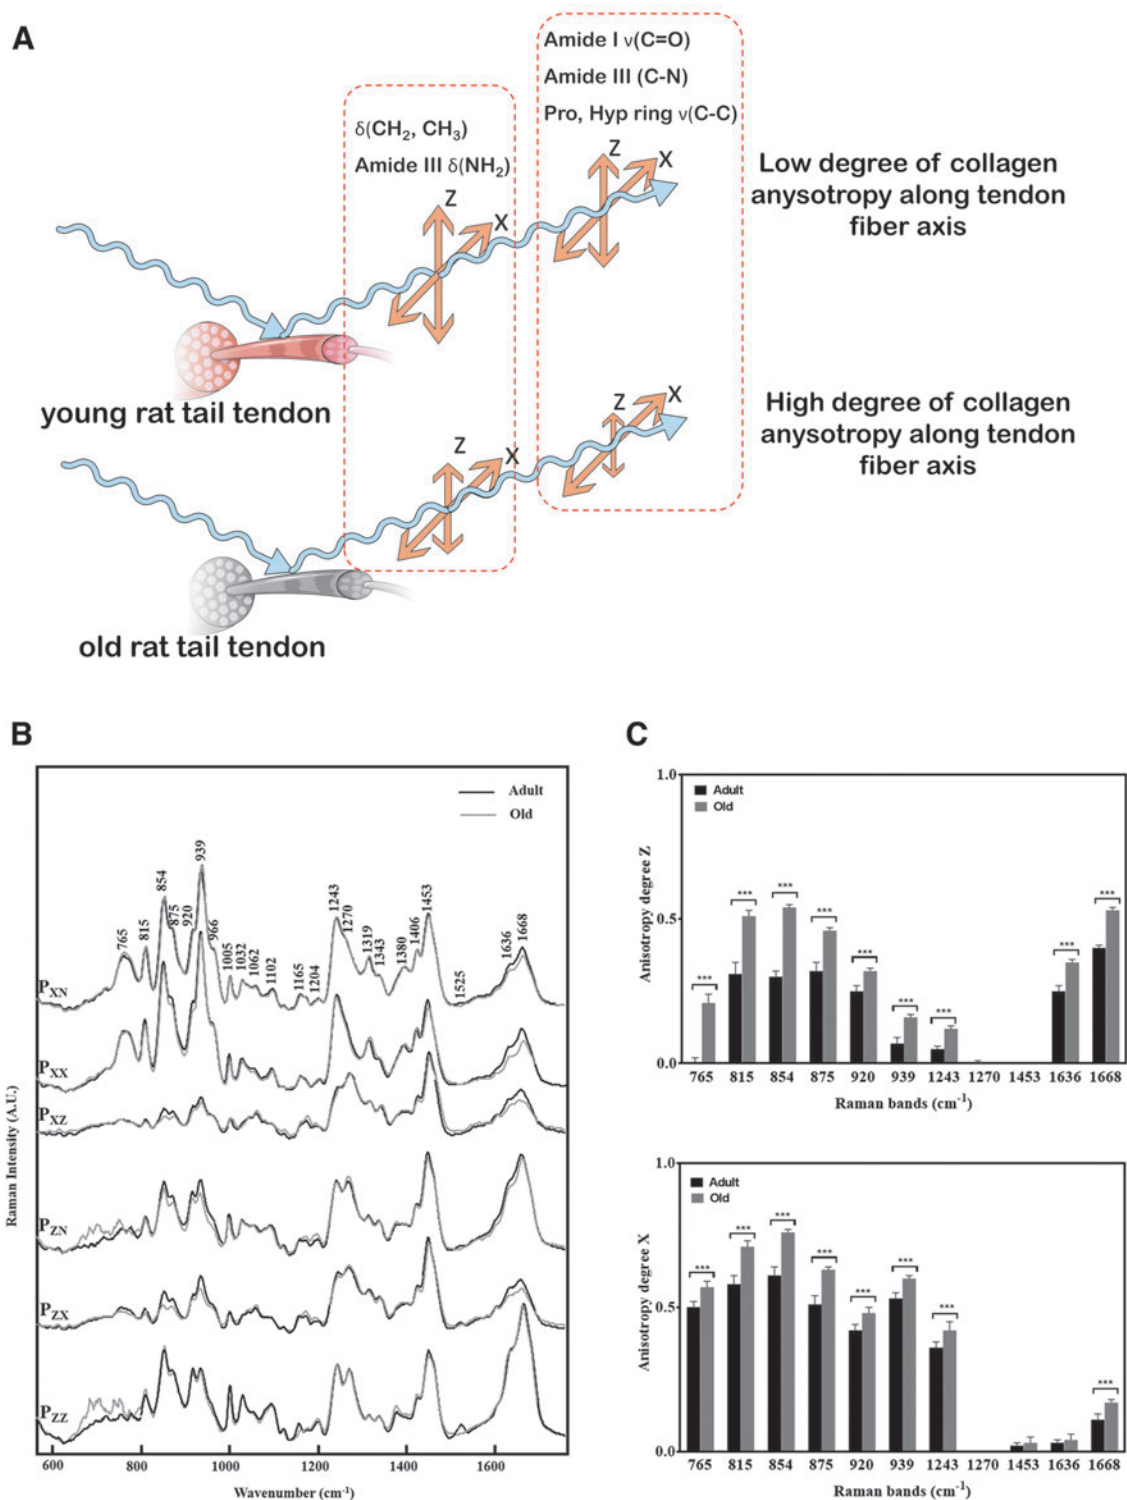 A
Amide I ν(C=O)
Amide III (C-N)
Pro, Hyp ring ν(C-C)
δ(CH₂, CH₃)
Amide III δ(NH₂)
Z
X
Z
X
Low degree of collagen
anysotropy along tendon
fiber axis
young rat tail tendon
Z
X
Z
X
High degree of collagen
anysotropy along tendon
fiber axis
old rat tail tendon
B
Adult
Old
765
815
854
875
920
939
966
1005
1032
1062
1102
1165
1204
1243
1270
1319
1343
1380
1406
1453
1525
1636
1668
P_XN
P_XX
P_XZ
P_ZN
P_ZX
P_ZZ
Raman Intensity (A.U.)
600 800 1000 1200 1400 1600
Wavenumber (cm⁻¹)
C
Adult
Old
Anisotropy degree Z
1.0
0.5
0.0
*** *** *** *** *** *** *** *** ***
765 815 854 875 920 939 1243 1270 1453 1636 1668
Raman bands (cm⁻¹)
Adult
Old
Anisotropy degree X
1.0
0.5
0.0
*** *** *** *** *** *** *** ***
765 815 854 875 920 939 1243 1270 1453 1636 1668
Raman bands (cm⁻¹)